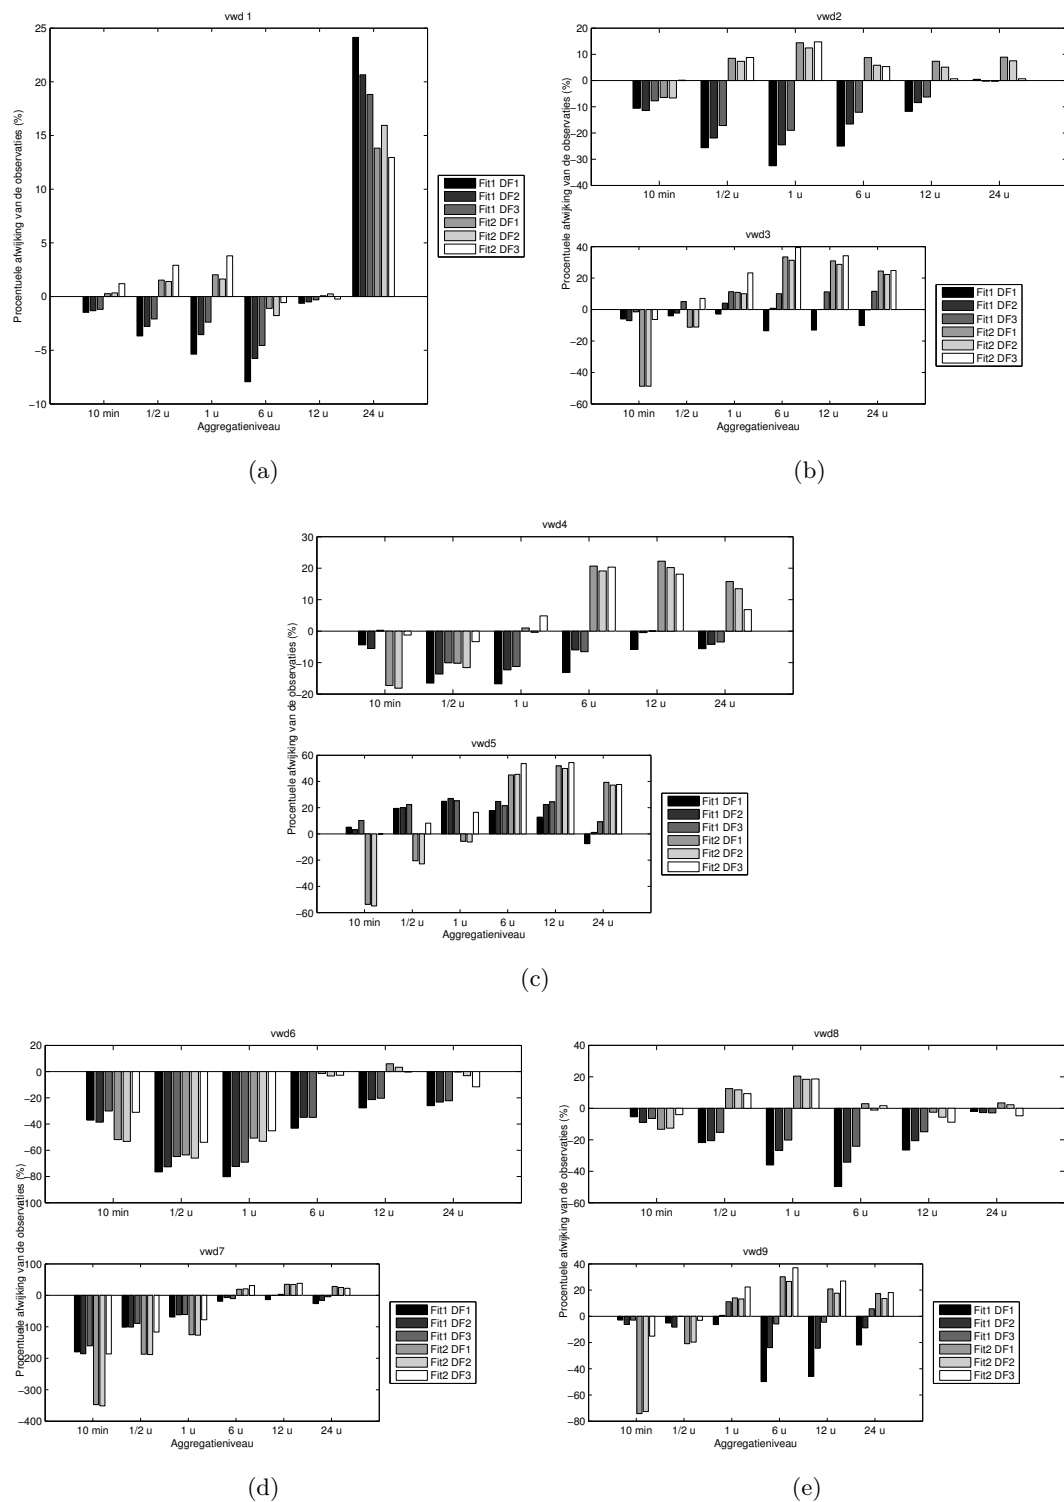 vwd 1
25
20
15
10
5
0
−5
−10
Procentuele afwijking van de observaties (%)
10 min 1/2 u 1 u 6 u 12 u 24 u
Aggregatieniveau
Fit1 DF1
Fit1 DF2
Fit1 DF3
Fit2 DF1
Fit2 DF2
Fit2 DF3
(a)
vwd2
20
10
0
−10
−20
−30
−40
Procentuele afwijking van de observaties (%)
10 min 1/2 u 1 u 6 u 12 u 24 u
vwd3
40
20
0
−20
−40
−60
10 min 1/2 u 1 u 6 u 12 u 24 u
Aggregatieniveau
Fit1 DF1
Fit1 DF2
Fit1 DF3
Fit2 DF1
Fit2 DF2
Fit2 DF3
(b)
vwd4
30
20
10
0
−10
−20
Procentuele afwijking van de observaties (%)
10 min 1/2 u 1 u 6 u 12 u 24 u
vwd5
60
40
20
0
−20
−40
−60
10 min 1/2 u 1 u 6 u 12 u 24 u
Aggregatieniveau
Fit1 DF1
Fit1 DF2
Fit1 DF3
Fit2 DF1
Fit2 DF2
Fit2 DF3
(c)
vwd6
20
0
−20
−40
−60
−80
−100
Procentuele afwijking van de observaties (%)
10 min 1/2 u 1 u 6 u 12 u 24 u
vwd7
100
0
−100
−200
−300
−400
10 min 1/2 u 1 u 6 u 12 u 24 u
Aggregatieniveau
Fit1 DF1
Fit1 DF2
Fit1 DF3
Fit2 DF1
Fit2 DF2
Fit2 DF3
(d)
vwd8
40
20
0
−20
−40
−60
Procentuele afwijking van de observaties (%)
10 min 1/2 u 1 u 6 u 12 u 24 u
vwd9
40
20
0
−20
−40
−60
−80
10 min 1/2 u 1 u 6 u 12 u 24 u
Aggregatieniveau
Fit1 DF1
Fit1 DF2
Fit1 DF3
Fit2 DF1
Fit2 DF2
Fit2 DF3
(e)